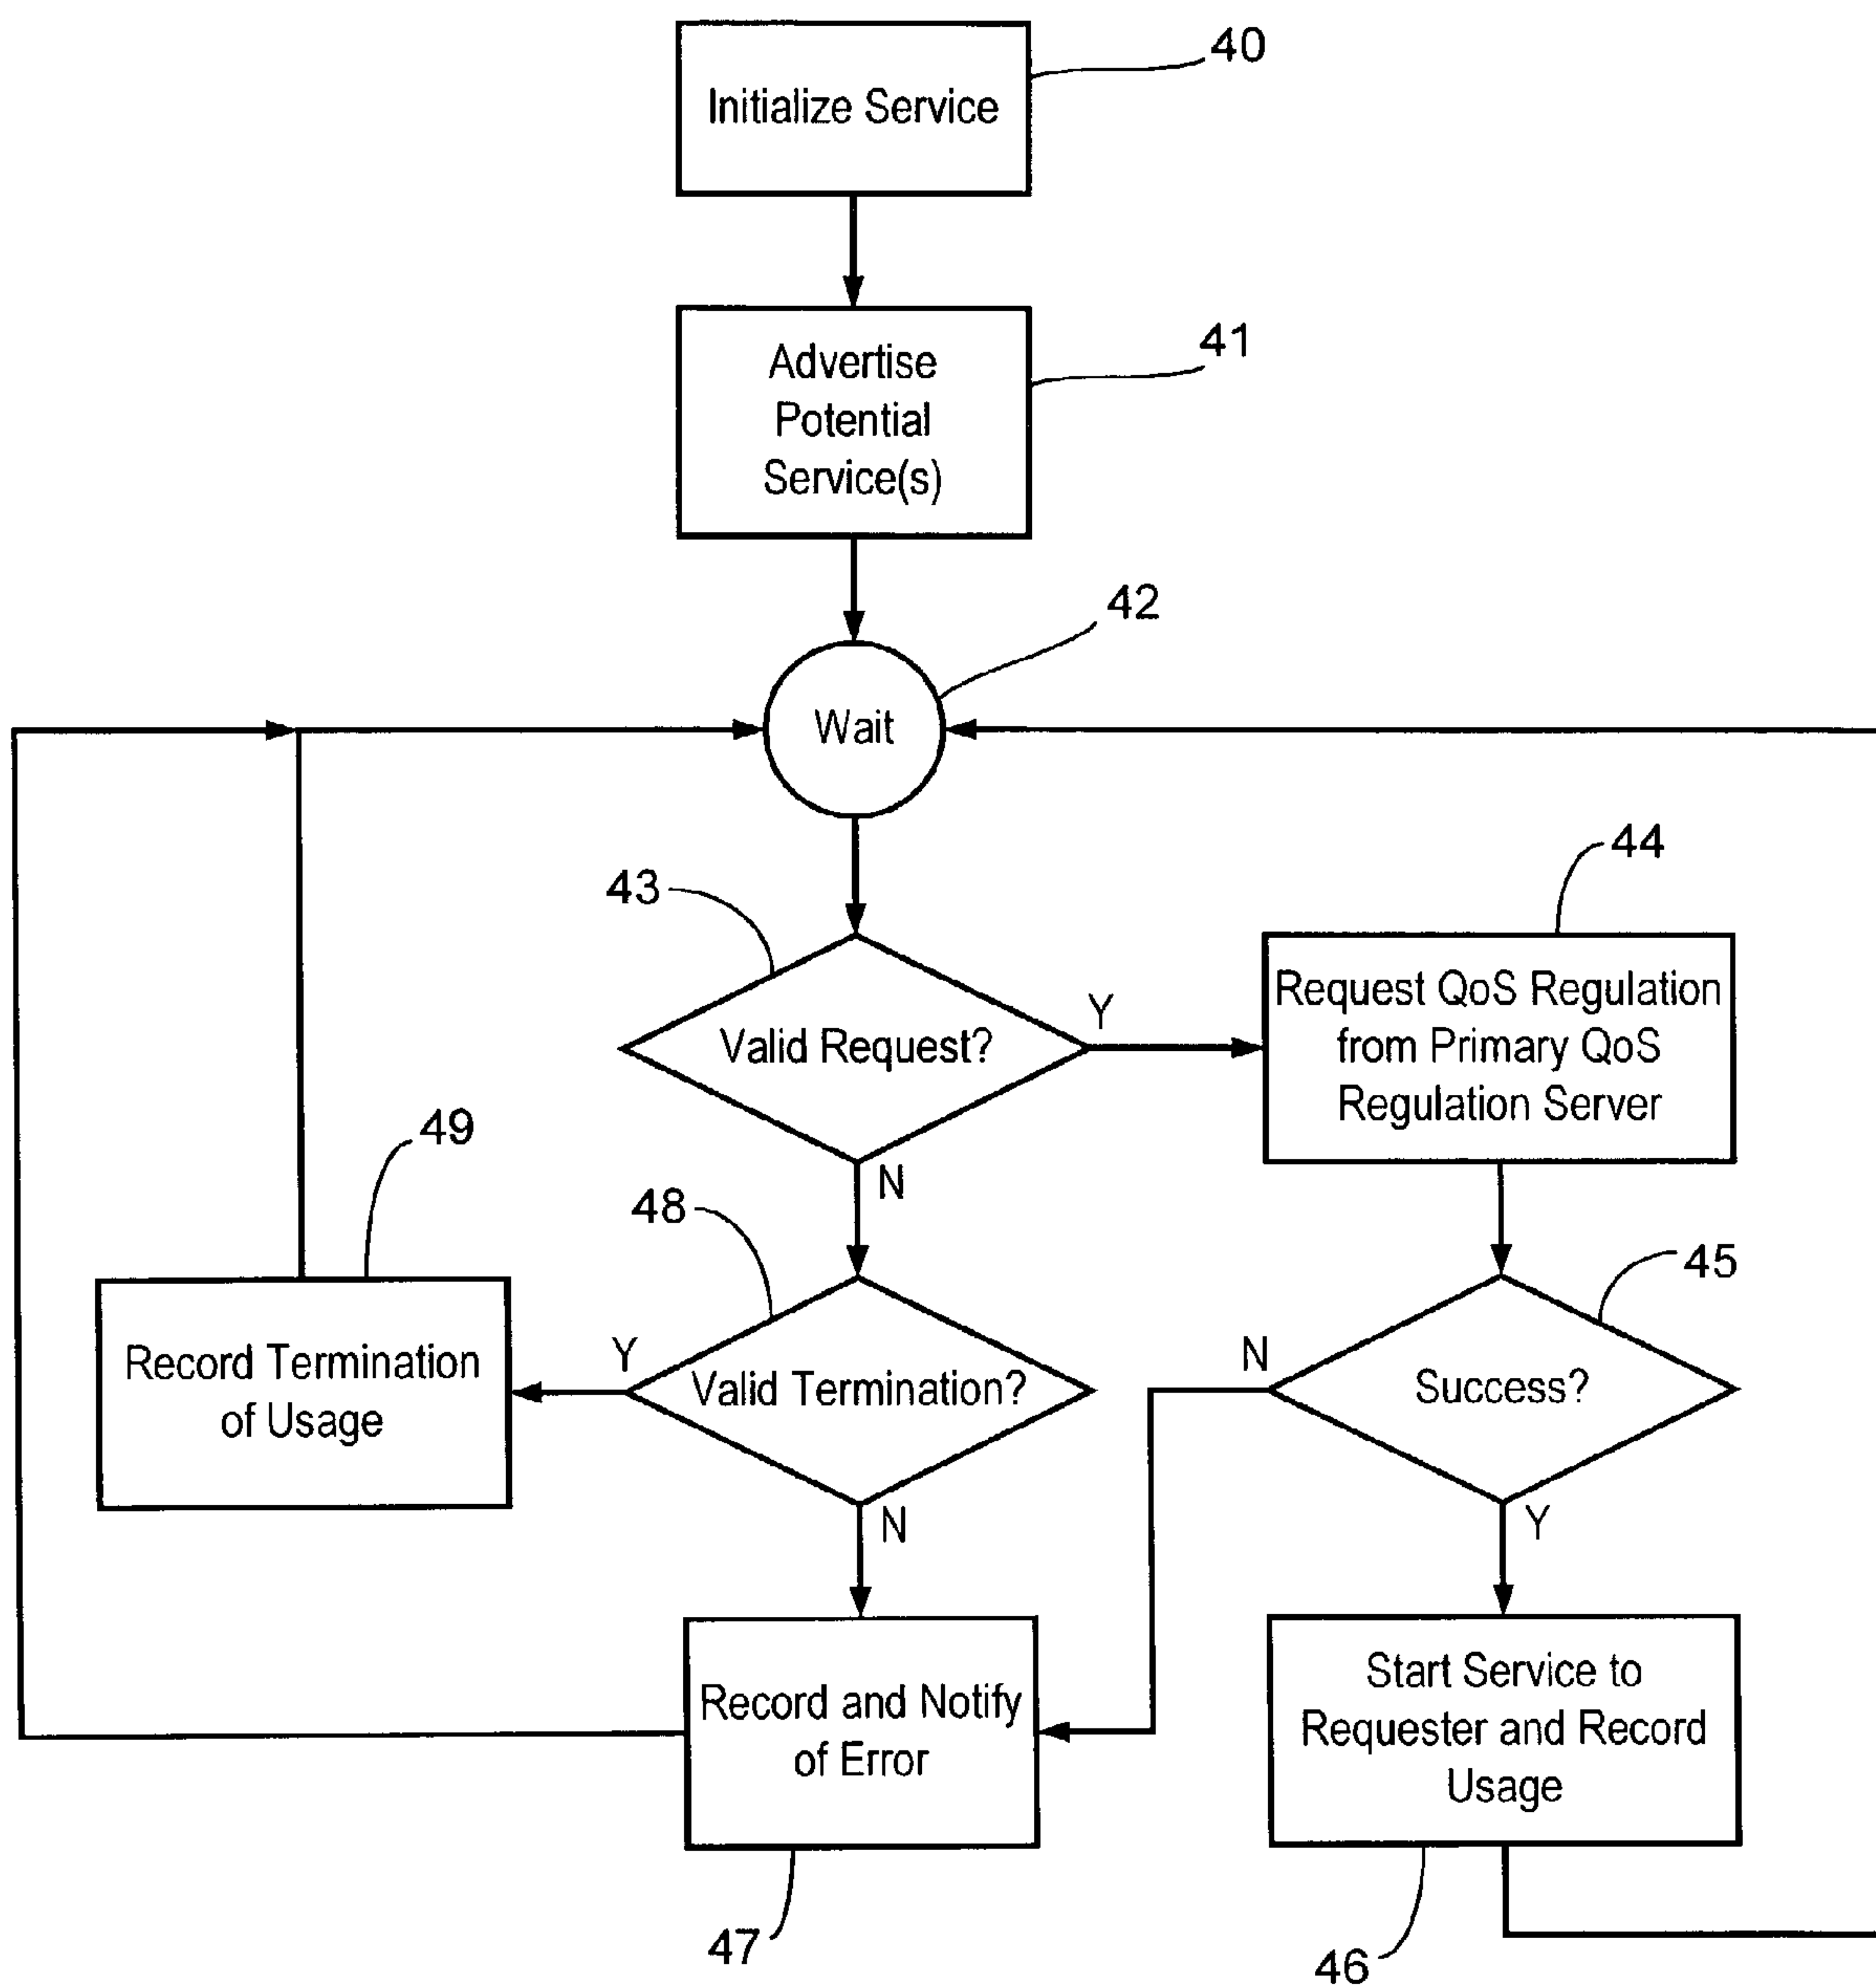 40
Initialize Service
41
Advertise
Potential
Service(s)
42
Wait
43
Valid Request?
Y
N
44
Request QoS Regulation
from Primary QoS
Regulation Server
49
Record Termination
of Usage
48
Y
Valid Termination?
N
45
N
Success?
Y
Record and Notify
of Error
47
Start Service to
Requester and Record
Usage
46